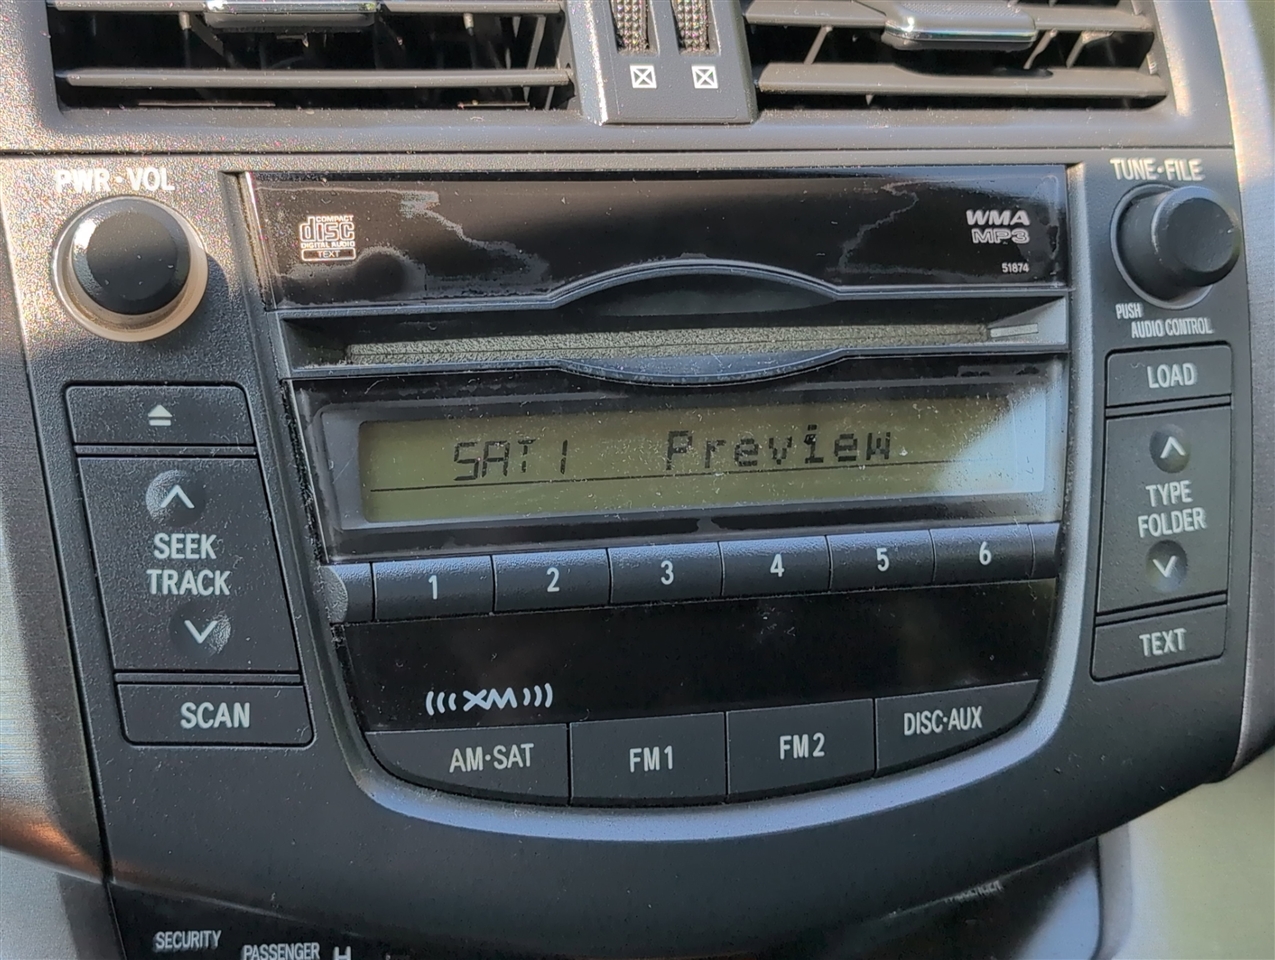 PWR·VOL
TUNE·FILE
COMPACT
disc
DIGITAL AUDIO
TEXT
WMA
MP3
51874
PUSH
AUDIO CONTROL
LOAD
SAT1 Preview
TYPE
FOLDER
SEEK
TRACK
1 2 3 4 5 6
TEXT
SCAN
(((XM)))
AM·SAT FM1 FM2 DISC·AUX
SECURITY
PASSENGER